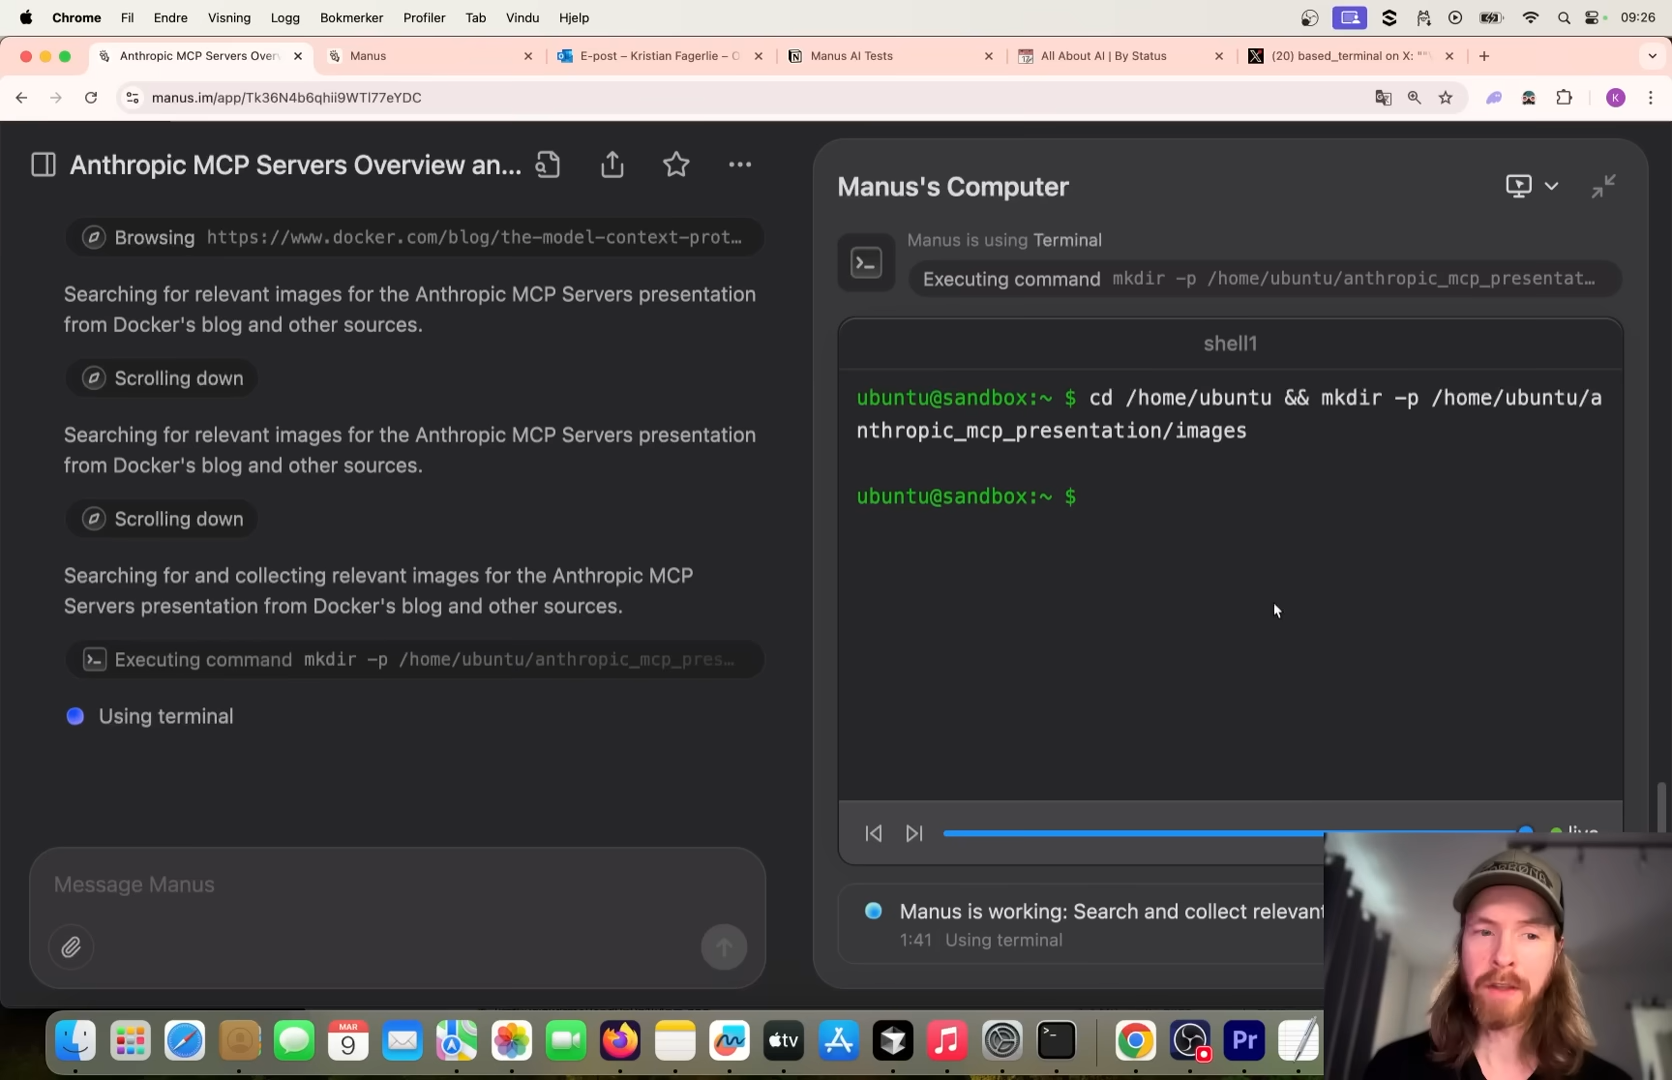 Chrome Fil Endre Visning Logg Bokmerker Profiler Tab Vindu Hjelp 09:26
Anthropic MCP Servers Over Manus E-post – Kristian Fagerlie – O Manus AI Tests All About AI | By Status (20) based_terminal on X: "
manus.im/app/Tk36N4b6qhii9WTl77eYDC K
Anthropic MCP Servers Overview an...
Browsing https://www.docker.com/blog/the-model-context-prot...
Searching for relevant images for the Anthropic MCP Servers presentation
from Docker's blog and other sources.
Scrolling down
Searching for relevant images for the Anthropic MCP Servers presentation
from Docker's blog and other sources.
Scrolling down
Searching for and collecting relevant images for the Anthropic MCP
Servers presentation from Docker's blog and other sources.
Executing command mkdir -p /home/ubuntu/anthropic_mcp_pres...
Using terminal
Message Manus
Manus's Computer
Manus is using Terminal
Executing command mkdir -p /home/ubuntu/anthropic_mcp_presentat...
shell1
ubuntu@sandbox:~ $ cd /home/ubuntu && mkdir -p /home/ubuntu/a
nthropic_mcp_presentation/images
ubuntu@sandbox:~ $
live
Manus is working: Search and collect relevant
1:41 Using terminal
MAR
9
tv
Pr